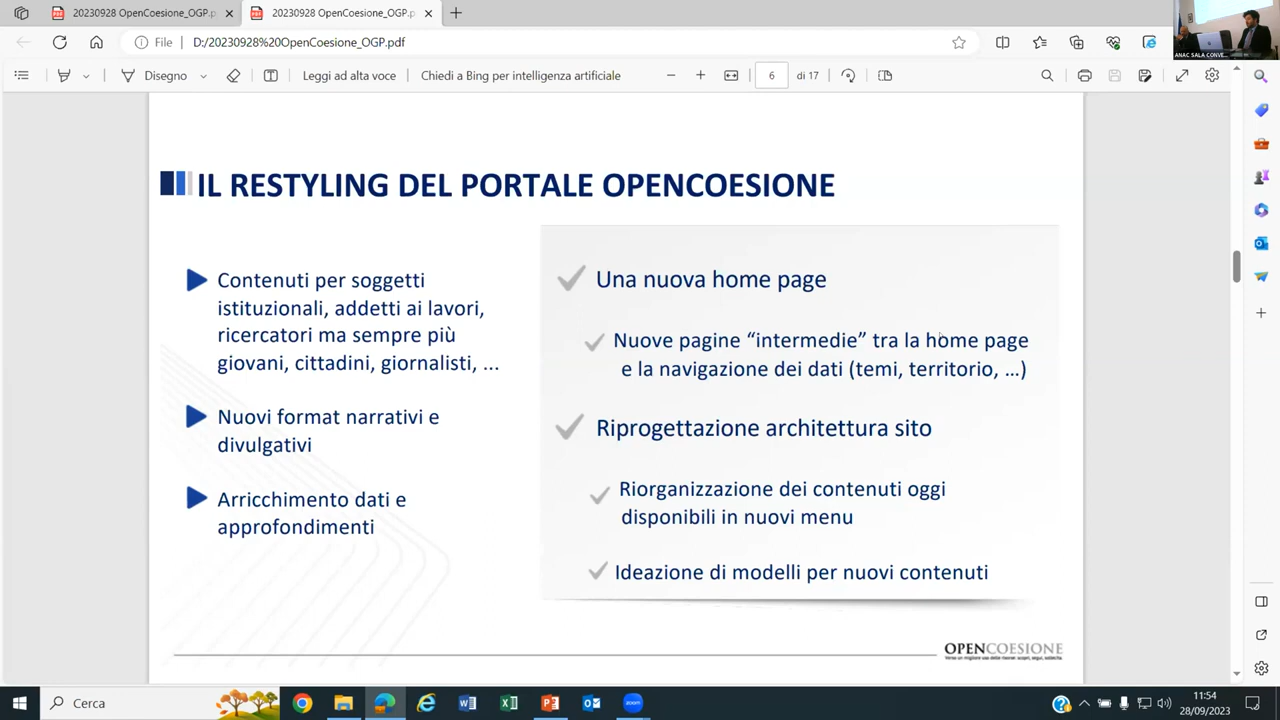 20230928 OpenCoesione_OGP.p
20230928 OpenCoesione_OGP.p
File
D:/20230928%20OpenCoesione_OGP.pdf
Disegno
Leggi ad alta voce
Chiedi a Bing per intelligenza artificiale
6
di 17
ANAC SALA CONVE...
IL RESTYLING DEL PORTALE OPENCOESIONE
Contenuti per soggetti
istituzionali, addetti ai lavori,
ricercatori ma sempre più
giovani, cittadini, giornalisti, ...
Nuovi format narrativi e
divulgativi
Arricchimento dati e
approfondimenti
Una nuova home page
Nuove pagine “intermedie” tra la home page
e la navigazione dei dati (temi, territorio, ...)
Riprogettazione architettura sito
Riorganizzazione dei contenuti oggi
disponibili in nuovi menu
Ideazione di modelli per nuovi contenuti
OPENCOESIONE
Cerca
11:54
28/09/2023